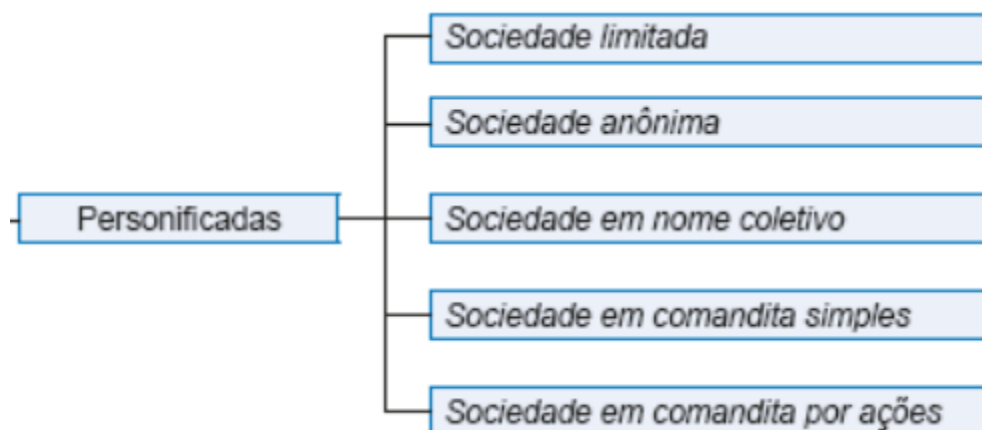 Sociedade limitada
Sociedade anônima
Personificadas
Sociedade em nome coletivo
Sociedade em comandita simples
Sociedade em comandita por ações